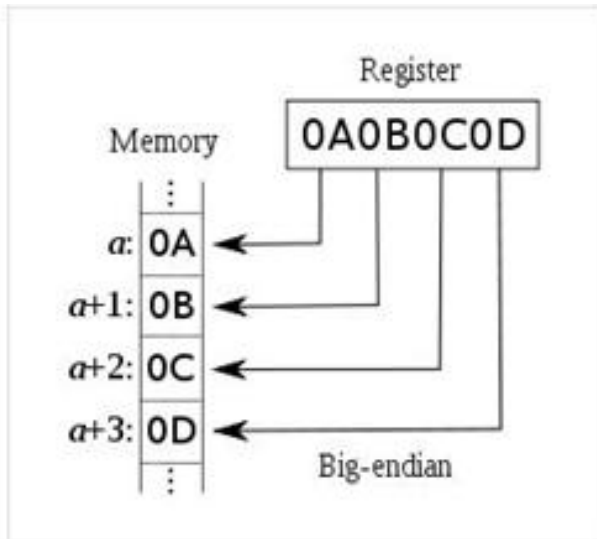 Register
0A0B0C0D
Memory
⋮
a: 0A
a+1: 0B
a+2: 0C
a+3: 0D
⋮
Big-endian